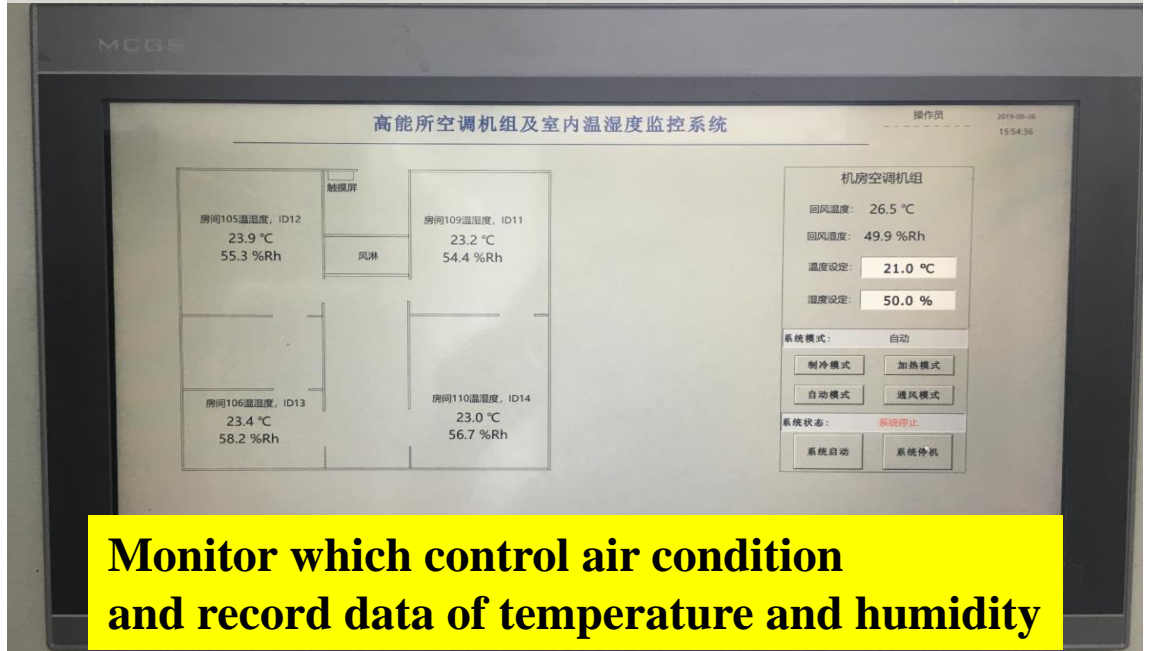 MCGS
高能所空调机组及室内温湿度监控系统
操作员
2019-09-20
15:54:36
触摸屏
房间105温湿度，ID12
23.9 ℃
55.3 %Rh
风淋
房间109温湿度，ID11
23.2 ℃
54.4 %Rh
房间106温湿度，ID13
23.4 ℃
58.2 %Rh
房间110温湿度，ID14
23.0 ℃
56.7 %Rh
机房空调机组
回风温度: 26.5 ℃
回风湿度: 49.9 %Rh
温度设定: 21.0 ℃
湿度设定: 50.0 %
系统模式: 自动
制冷模式 加热模式
自动模式 通风模式
系统状态: 系统停止
系统启动 系统停机
Monitor which control air condition
and record data of temperature and humidity